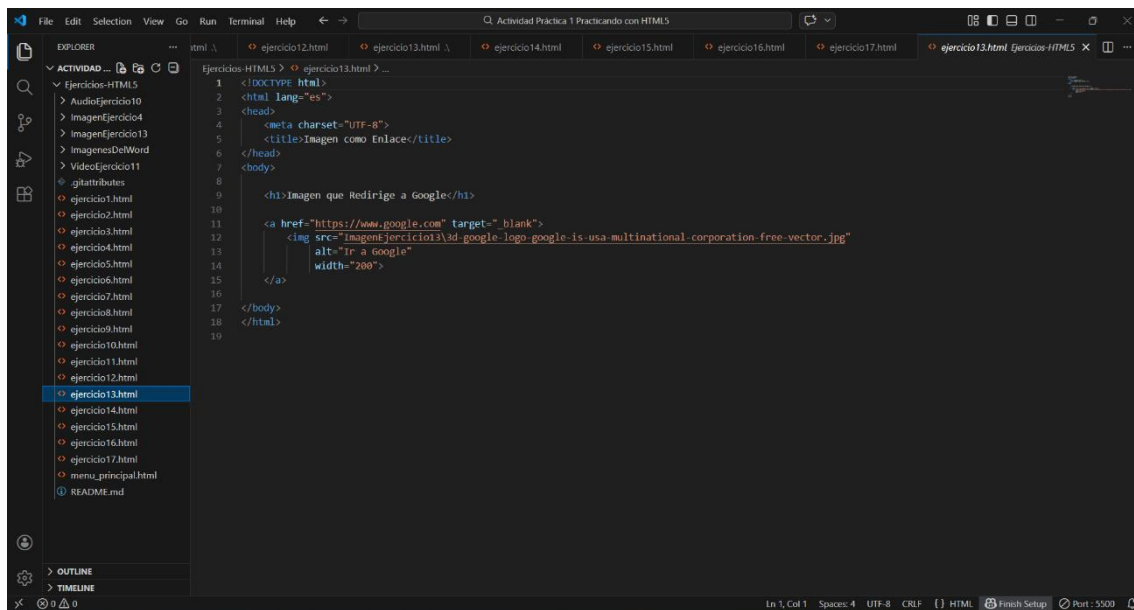 File Edit Selection View Go Run Terminal Help
Actividad Práctica 1 Practicando con HTML5
EXPLORER
ejercicio12.html ejercicio13.html .\ ejercicio14.html ejercicio15.html ejercicio16.html ejercicio17.html ejercicio13.html Ejercicios-HTML5
ACTIVIDAD ...
Ejercicios-HTML5 > ejercicio13.html > ...
Ejercicios-HTML5
AudioEjercicio10
ImagenEjercicio4
ImagenEjercicio13
ImagenesDelWord
VideoEjercicio11
.gitattributes
ejercicio1.html
ejercicio2.html
ejercicio3.html
ejercicio4.html
ejercicio5.html
ejercicio6.html
ejercicio7.html
ejercicio8.html
ejercicio9.html
ejercicio10.html
ejercicio11.html
ejercicio12.html
ejercicio13.html
ejercicio14.html
ejercicio15.html
ejercicio16.html
ejercicio17.html
menu_principal.html
README.md
OUTLINE
TIMELINE
1 <!DOCTYPE html>
2 <html lang="es">
3 <head>
4 <meta charset="UTF-8">
5 <title>Imagen como Enlace</title>
6 </head>
7 <body>
8
9 <h1>Imagen que Redirige a Google</h1>
10
11 <a href="https://www.google.com" target="_blank">
12 <img src="ImagenEjercicio13\3d-google-logo-google-is-usa-multinational-corporation-free-vector.jpg"
13 alt="Ir a Google"
14 width="200">
15 </a>
16
17 </body>
18 </html>
19
0 0 Ln 1, Col 1 Spaces: 4 UTF-8 CRLF {} HTML Finish Setup Port : 5500